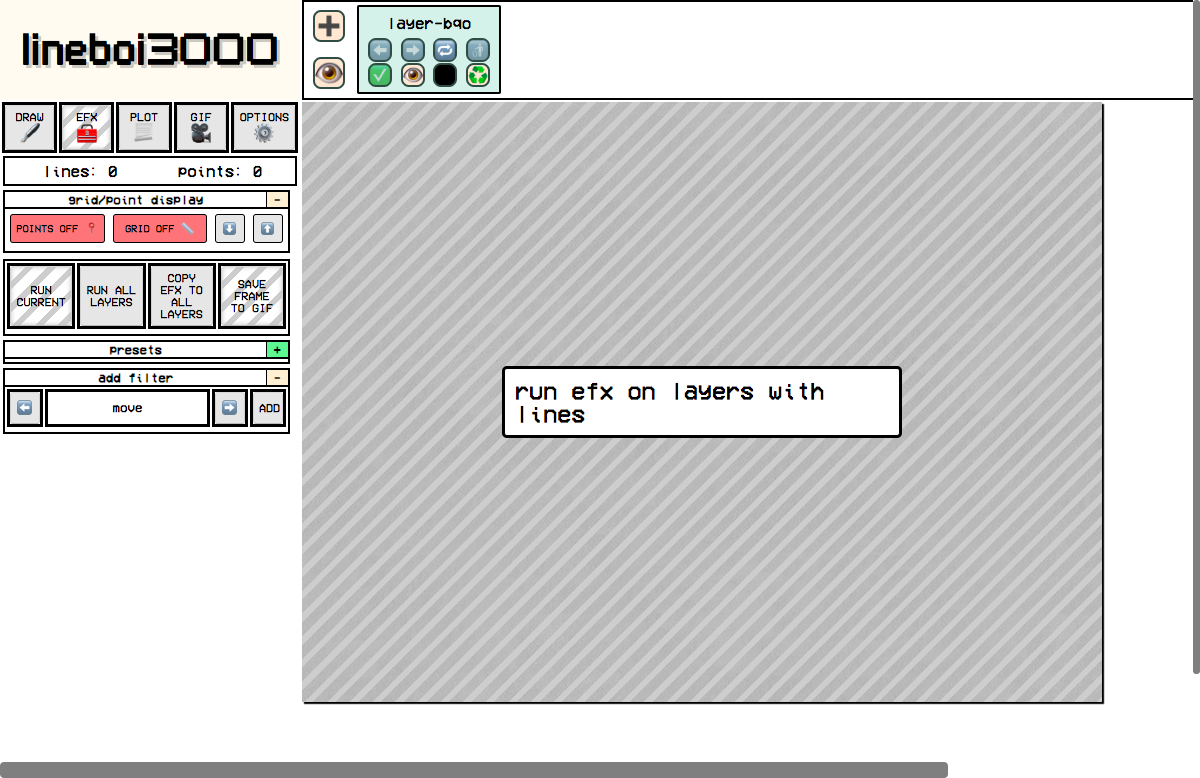 lineboi3000
layer-bqo
DRAW EFX PLOT GIF OPTIONS
lines: 0 points: 0
grid/point display -
POINTS OFF GRID OFF
RUN CURRENT
RUN ALL LAYERS
COPY EFX TO ALL LAYERS
SAVE FRAME TO GIF
presets +
add filter -
move ADD
run efx on layers with
lines